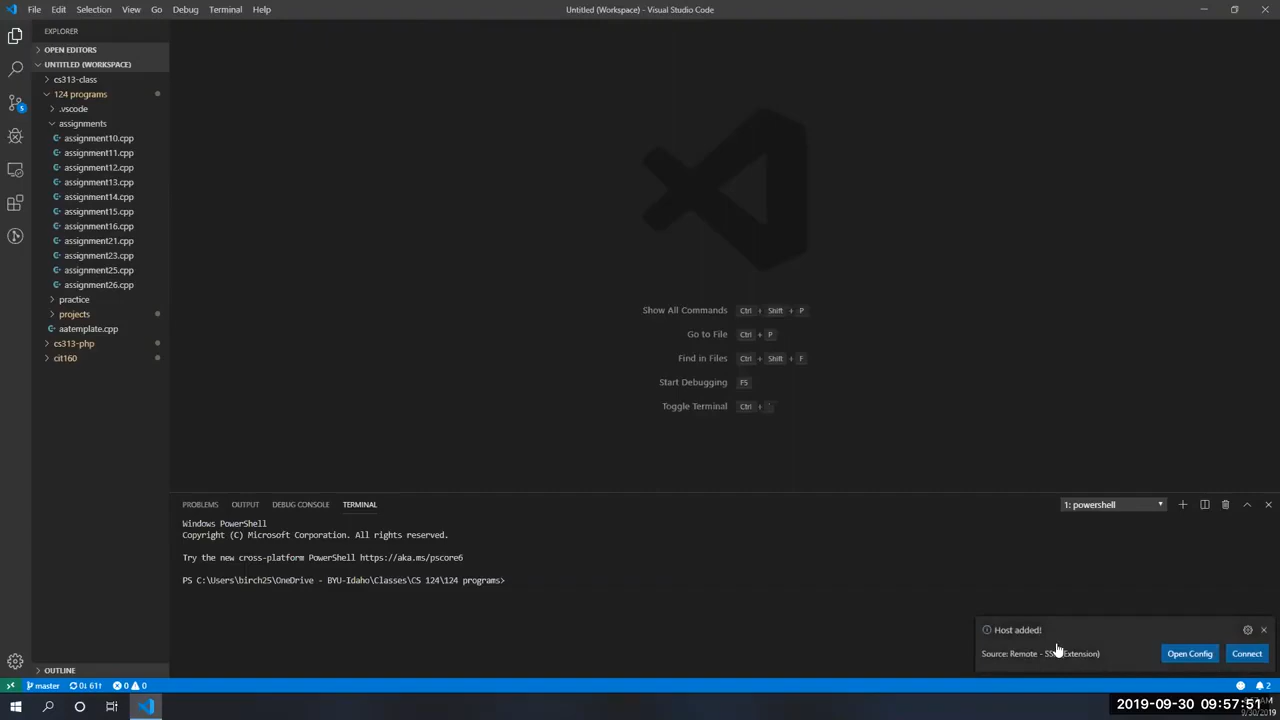 File Edit Selection View Go Debug Terminal Help
Untitled (Workspace) - Visual Studio Code
EXPLORER
OPEN EDITORS
UNTITLED (WORKSPACE)
cs313-class
124 programs
.vscode
assignments
assignment10.cpp
assignment11.cpp
assignment12.cpp
assignment13.cpp
assignment14.cpp
assignment15.cpp
assignment16.cpp
assignment21.cpp
assignment23.cpp
assignment25.cpp
assignment26.cpp
practice
projects
aatemplate.cpp
cs313-php
cit160
OUTLINE
Show All Commands Ctrl + Shift + P
Go to File Ctrl + P
Find in Files Ctrl + Shift + F
Start Debugging F5
Toggle Terminal Ctrl + `
PROBLEMS OUTPUT DEBUG CONSOLE TERMINAL
1: powershell
Windows PowerShell
Copyright (C) Microsoft Corporation. All rights reserved.
Try the new cross-platform PowerShell https://aka.ms/pscore6
PS C:\Users\birch25\OneDrive - BYU-Idaho\Classes\CS 124\124 programs>
Host added!
Source: Remote - Extension)
Open Config Connect
master 0↓ 61↑ 0 0
2
2019-09-30 09:57:51